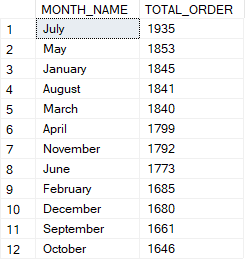 MONTH_NAME TOTAL_ORDER
1 July 1935
2 May 1853
3 January 1845
4 August 1841
5 March 1840
6 April 1799
7 November 1792
8 June 1773
9 February 1685
10 December 1680
11 September 1661
12 October 1646